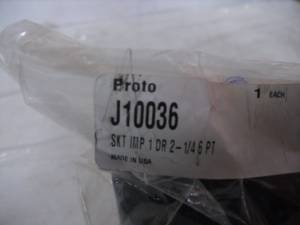 Proto
1 EACH
J10036
SKT IMP 1 DR 2-1/4 6 PT
MADE IN USA